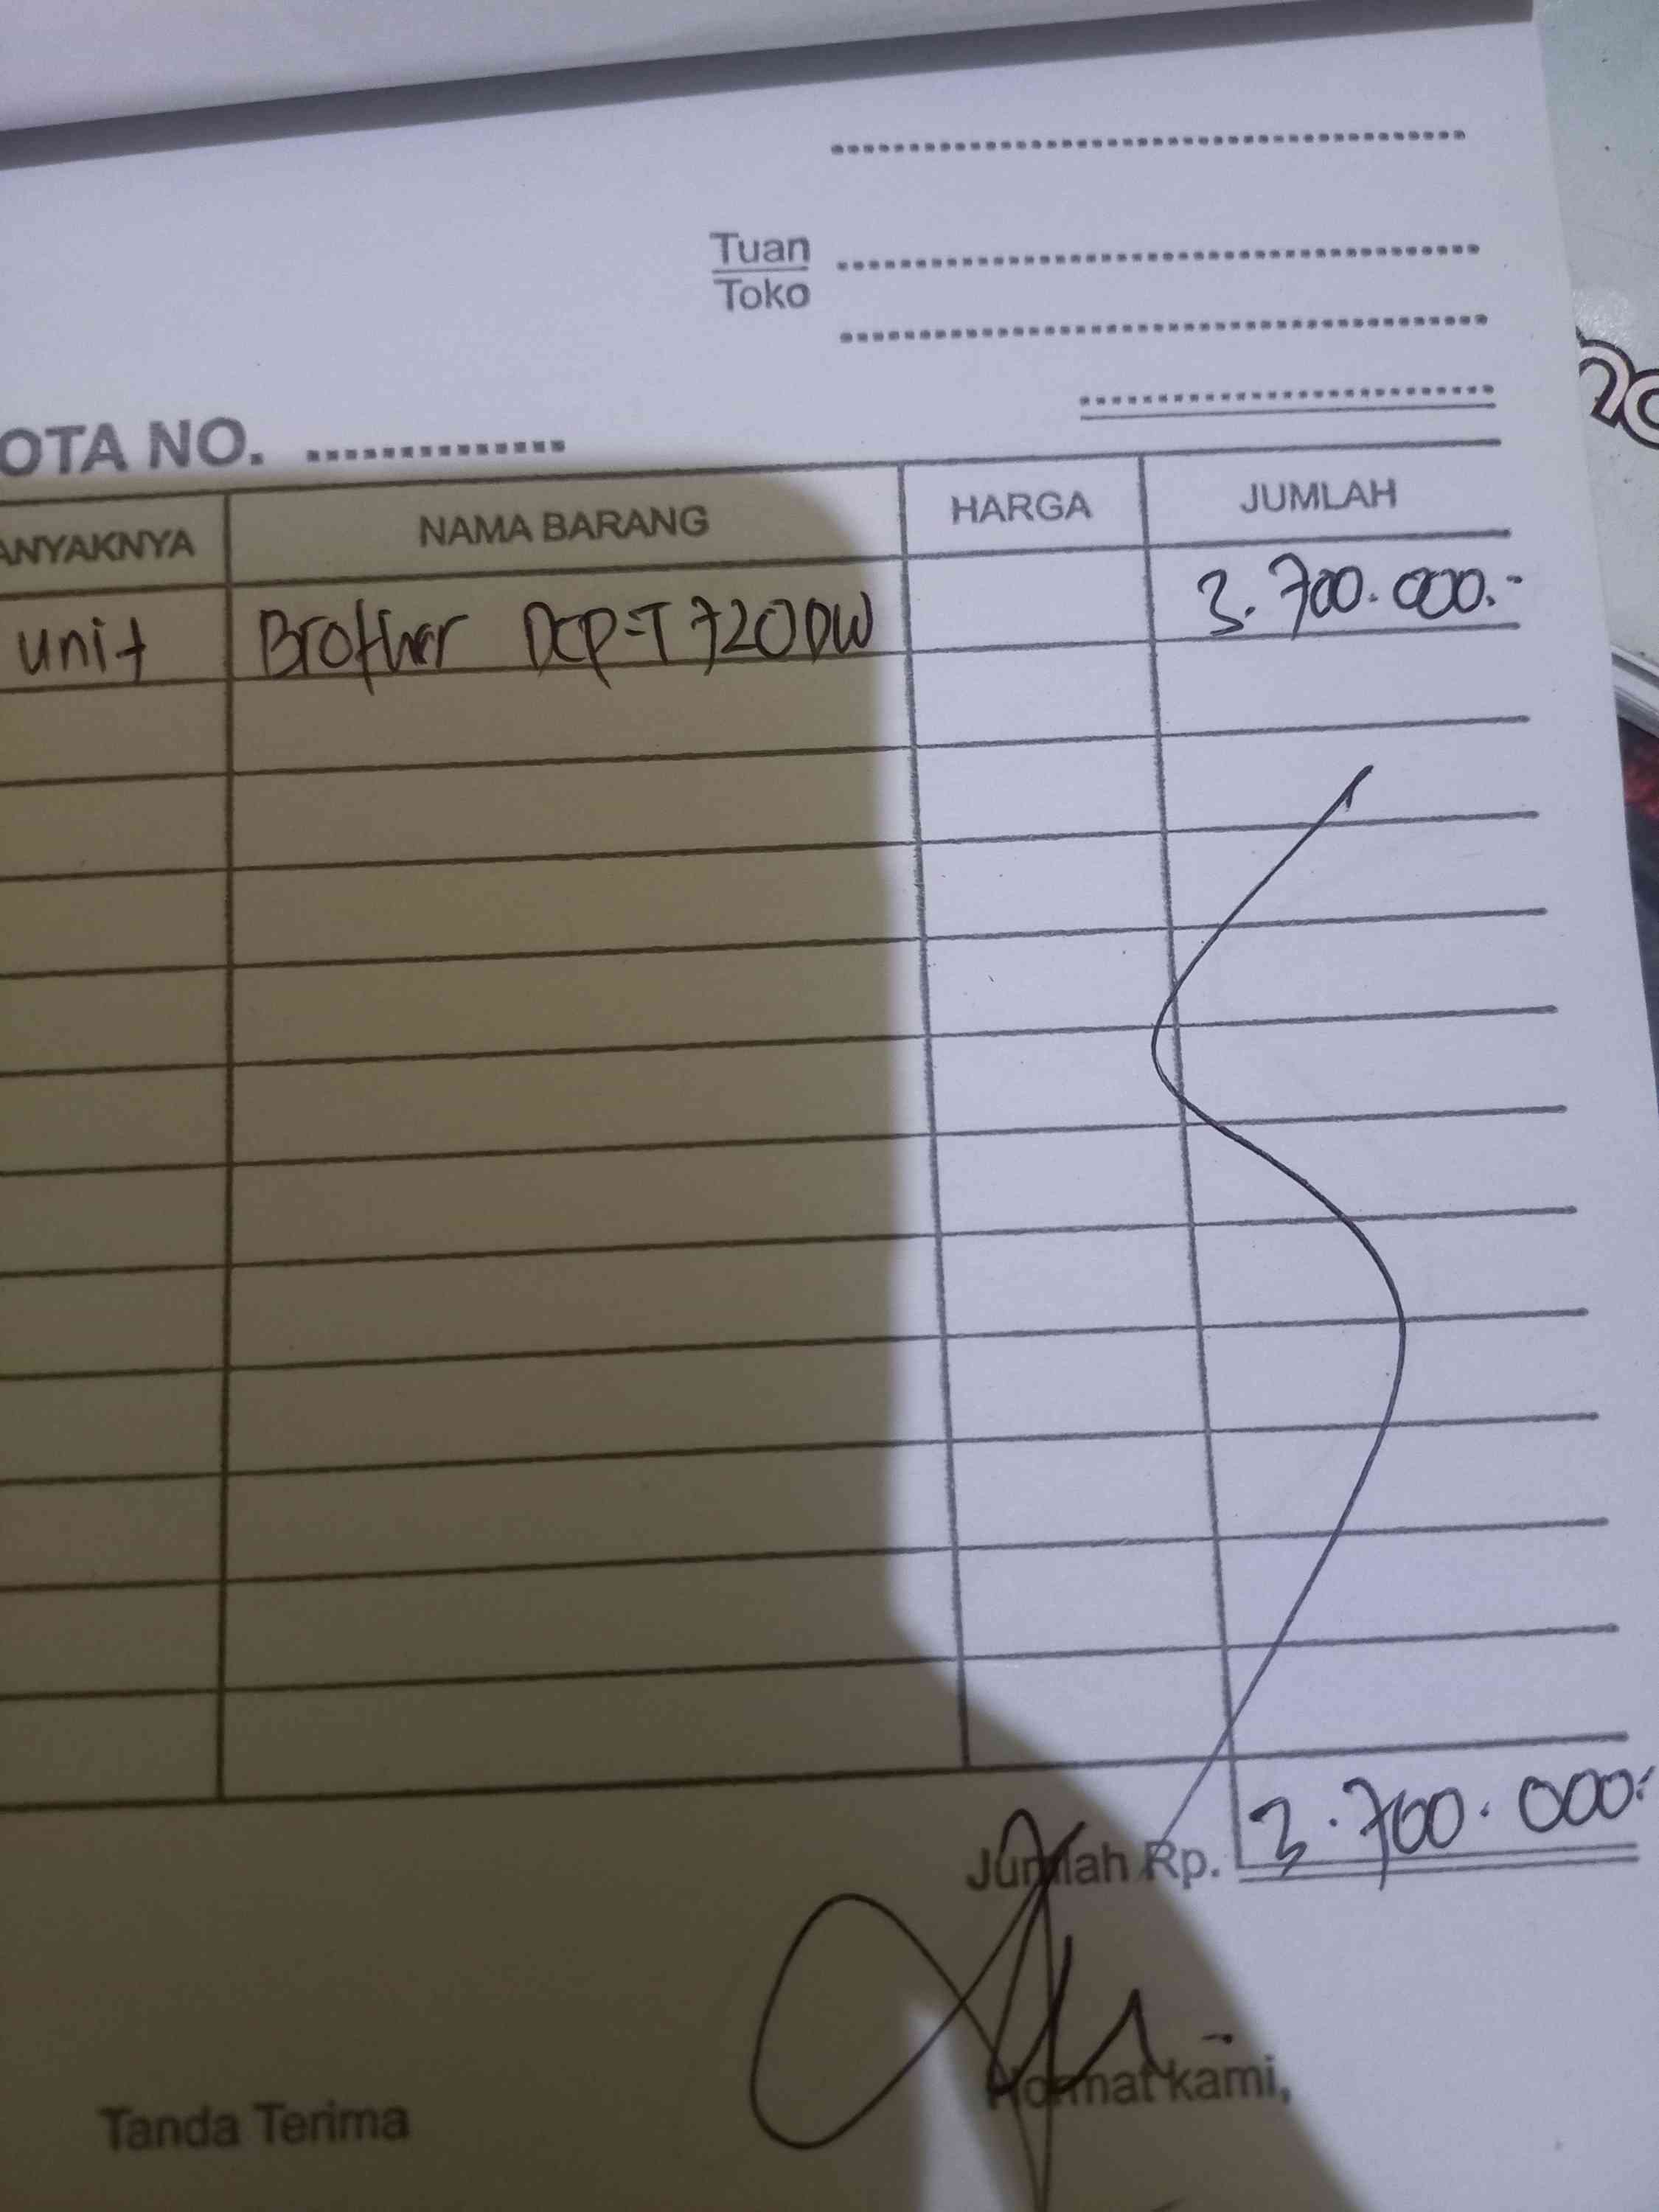 Tuan
Toko
OTA NO. ..............
ANYAKNYA NAMA BARANG HARGA JUMLAH
unit Brother DCP-T720DW 3.700.000.-
Jumlah Rp. 3.700.000.-
Hormat kami,
Tanda Terima